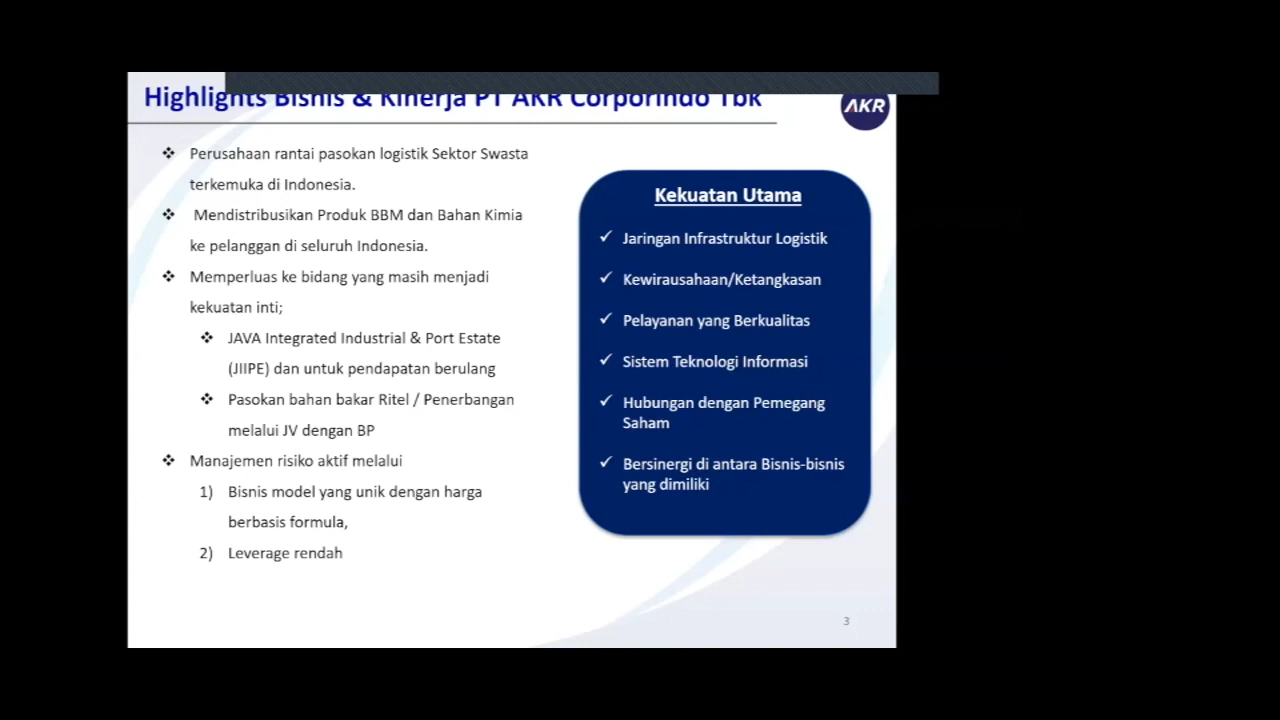 Highlights Bisnis & Kinerja PT AKR Corporindo Tbk
AKR
❖ Perusahaan rantai pasokan logistik Sektor Swasta
terkemuka di Indonesia.
❖ Mendistribusikan Produk BBM dan Bahan Kimia
ke pelanggan di seluruh Indonesia.
❖ Memperluas ke bidang yang masih menjadi
kekuatan inti;
❖ JAVA Integrated Industrial & Port Estate
(JIIPE) dan untuk pendapatan berulang
❖ Pasokan bahan bakar Ritel / Penerbangan
melalui JV dengan BP
❖ Manajemen risiko aktif melalui
1) Bisnis model yang unik dengan harga
berbasis formula,
2) Leverage rendah
Kekuatan Utama
✓ Jaringan Infrastruktur Logistik
✓ Kewirausahaan/Ketangkasan
✓ Pelayanan yang Berkualitas
✓ Sistem Teknologi Informasi
✓ Hubungan dengan Pemegang
Saham
✓ Bersinergi di antara Bisnis-bisnis
yang dimiliki
3